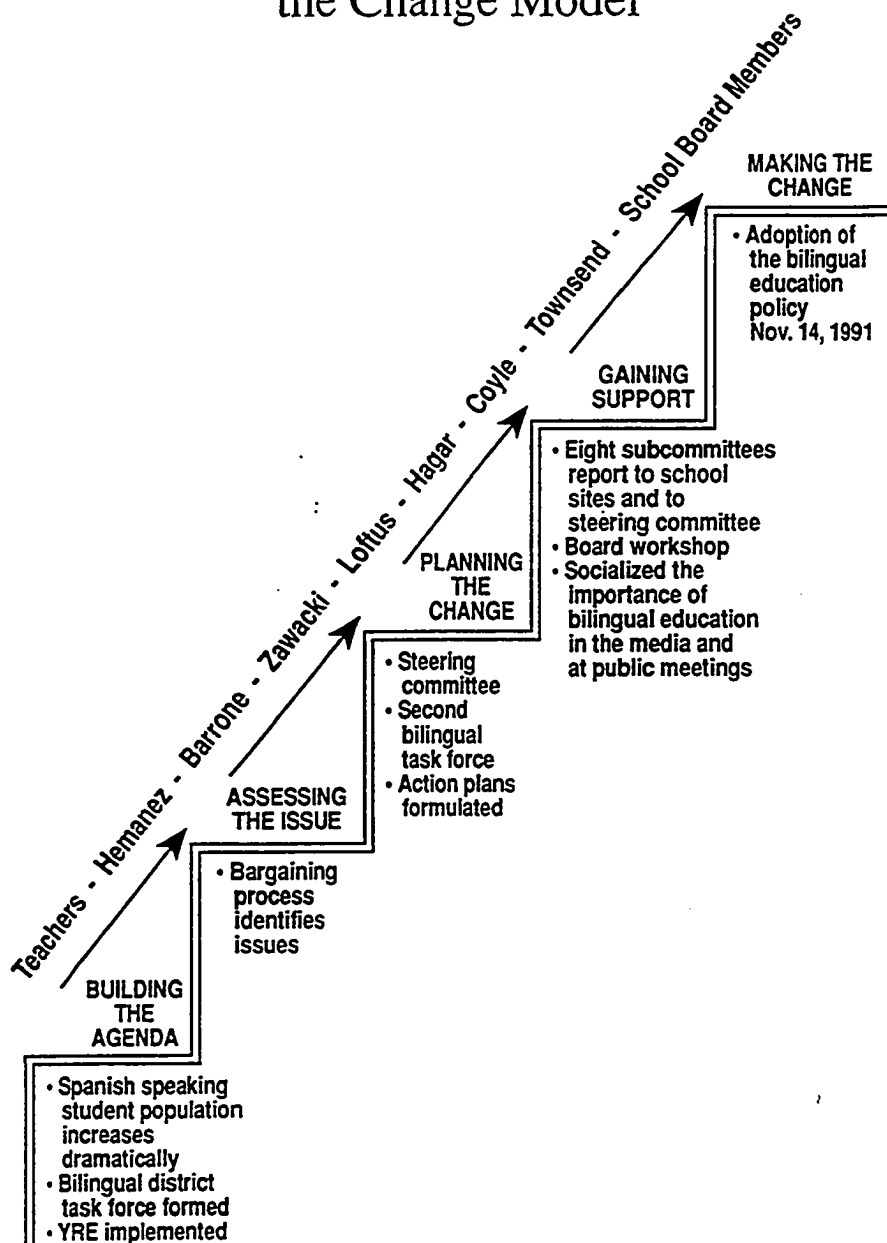 the Change Model
Teachers - Hemanez - Barrone - Zawacki - Loftus - Hagar - Coyle - Townsend - School Board Members
MAKING THE
CHANGE
• Adoption of
the bilingual
education
policy
Nov. 14, 1991
GAINING
SUPPORT
• Eight subcommittees
report to school
sites and to
steering committee
• Board workshop
• Socialized the
importance of
bilingual education
in the media and
at public meetings
PLANNING
THE
CHANGE
• Steering
committee
• Second
bilingual
task force
• Action plans
formulated
ASSESSING
THE ISSUE
• Bargaining
process
identifies
issues
BUILDING
THE
AGENDA
• Spanish speaking
student population
increases
dramatically
• Bilingual district
task force formed
• YRE implemented